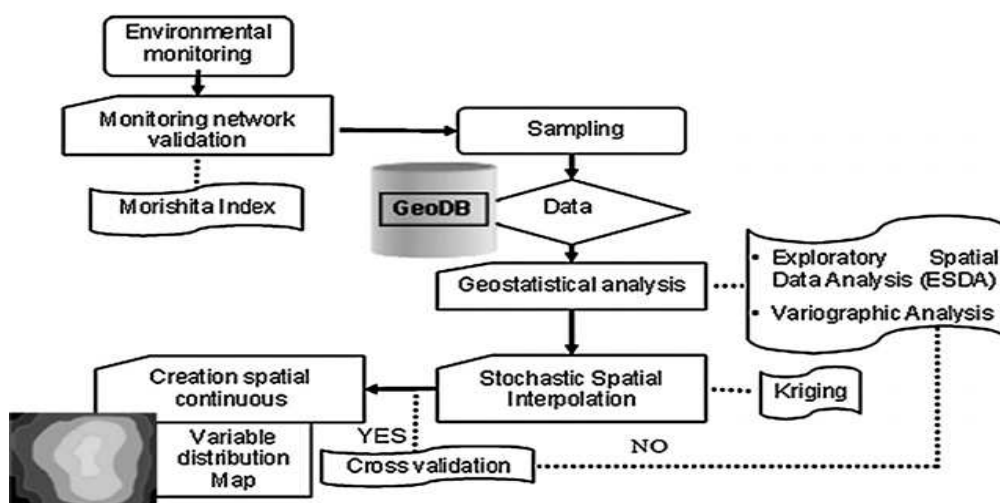 Environmental
monitoring
Monitoring network
validation
Sampling
Morishita Index
GeoDB
Data
• Exploratory Spatial
Data Analysis (ESDA)
• Variographic Analysis
Geostatistical analysis
Creation spatial
continuous
Stochastic Spatial
Interpolation
Kriging
YES
Variable
distribution
Map
Cross validation
NO